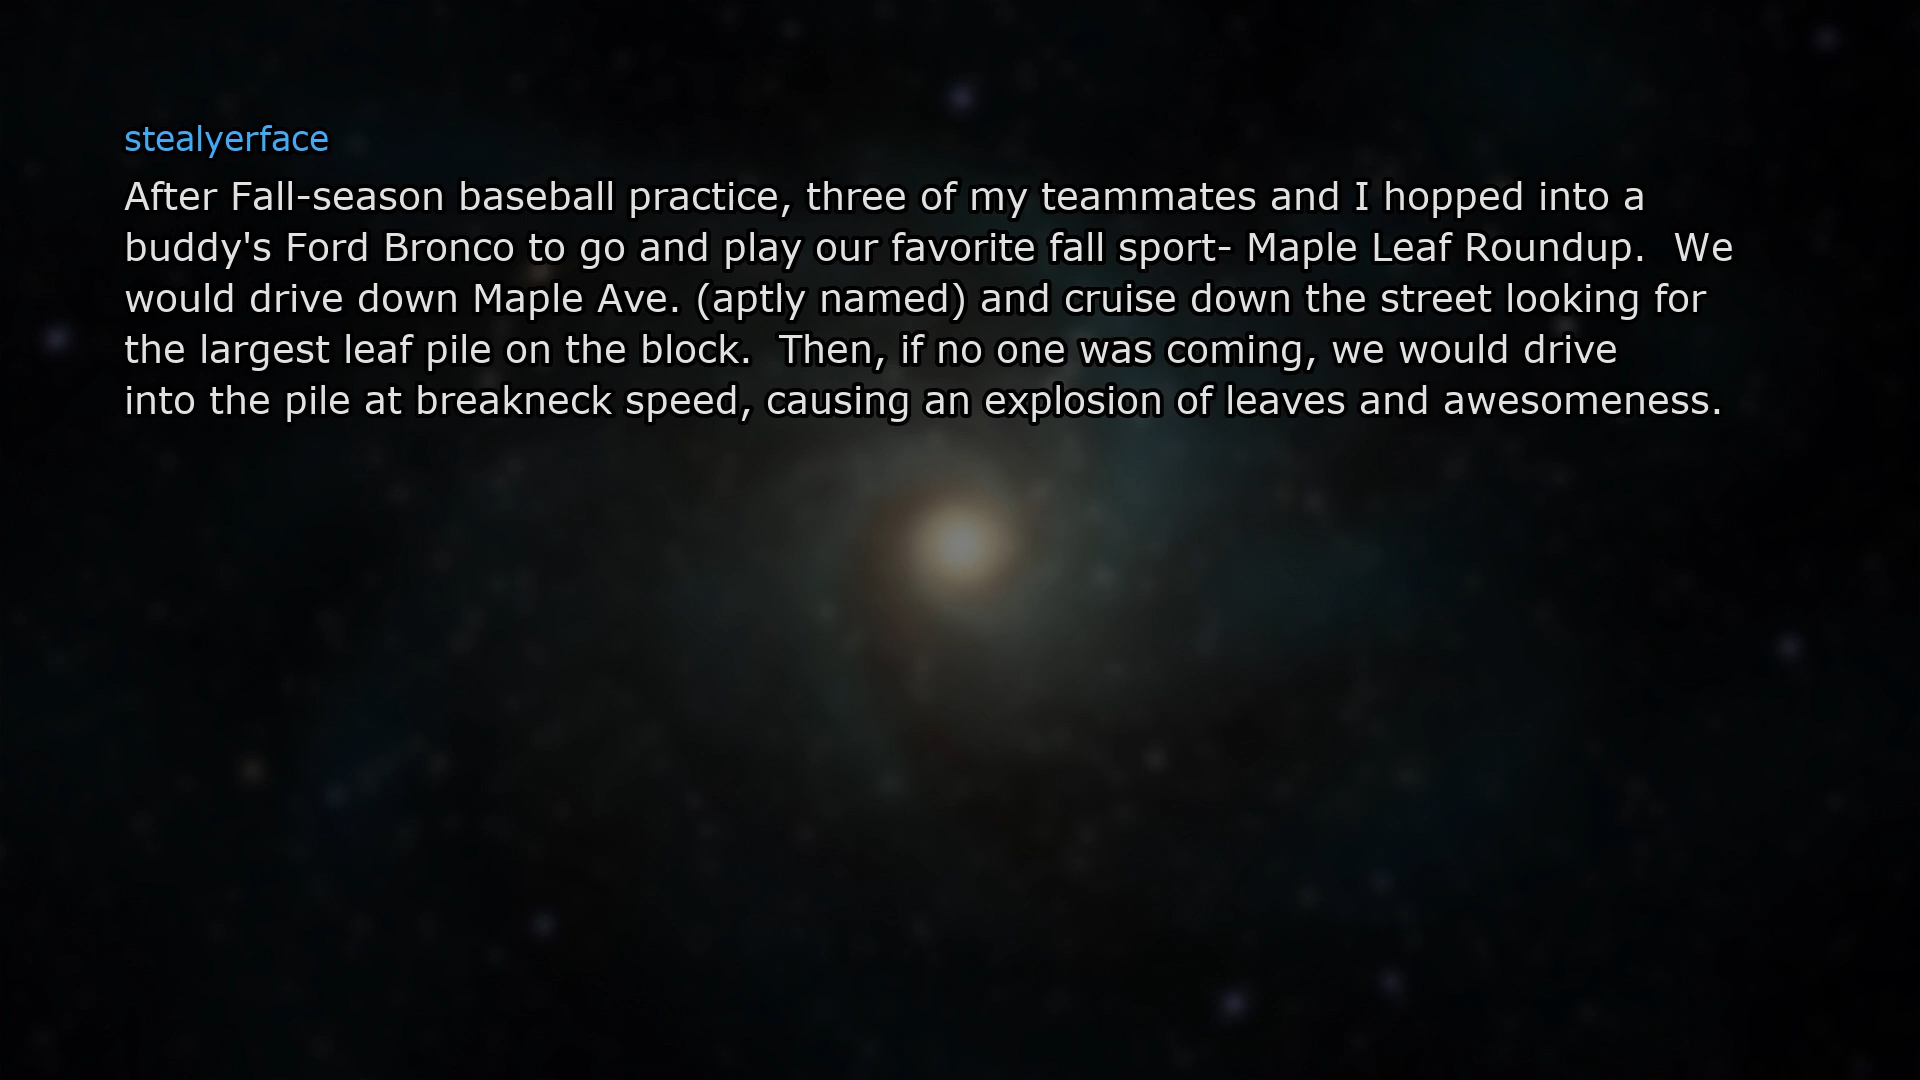 stealyerface
After Fall-season baseball practice, three of my teammates and I hopped into a
buddy's Ford Bronco to go and play our favorite fall sport- Maple Leaf Roundup.  We
would drive down Maple Ave. (aptly named) and cruise down the street looking for
the largest leaf pile on the block.  Then, if no one was coming, we would drive
into the pile at breakneck speed, causing an explosion of leaves and awesomeness.